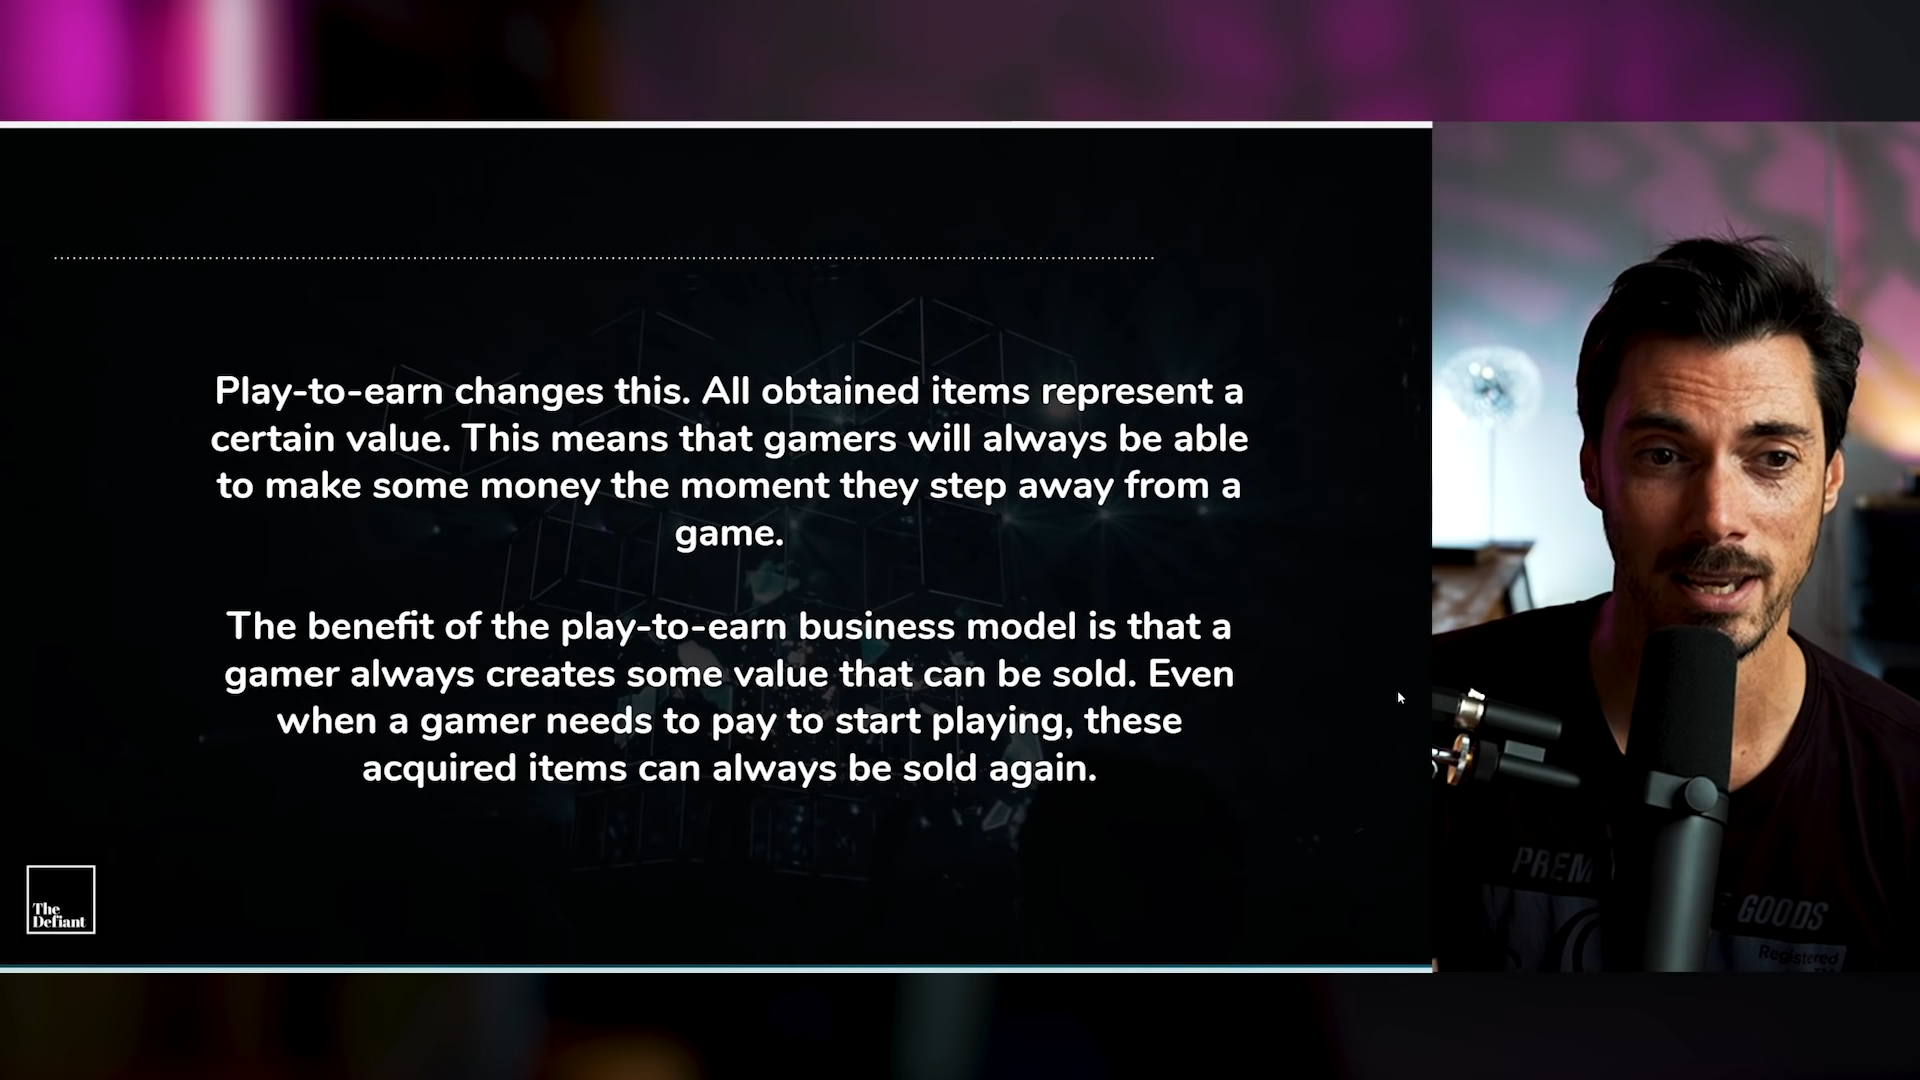 Play-to-earn changes this. All obtained items represent a
certain value. This means that gamers will always be able
to make some money the moment they step away from a
game.
The benefit of the play-to-earn business model is that a
gamer always creates some value that can be sold. Even
when a gamer needs to pay to start playing, these
acquired items can always be sold again.
The
Defiant
PREM
GOODS
Registered